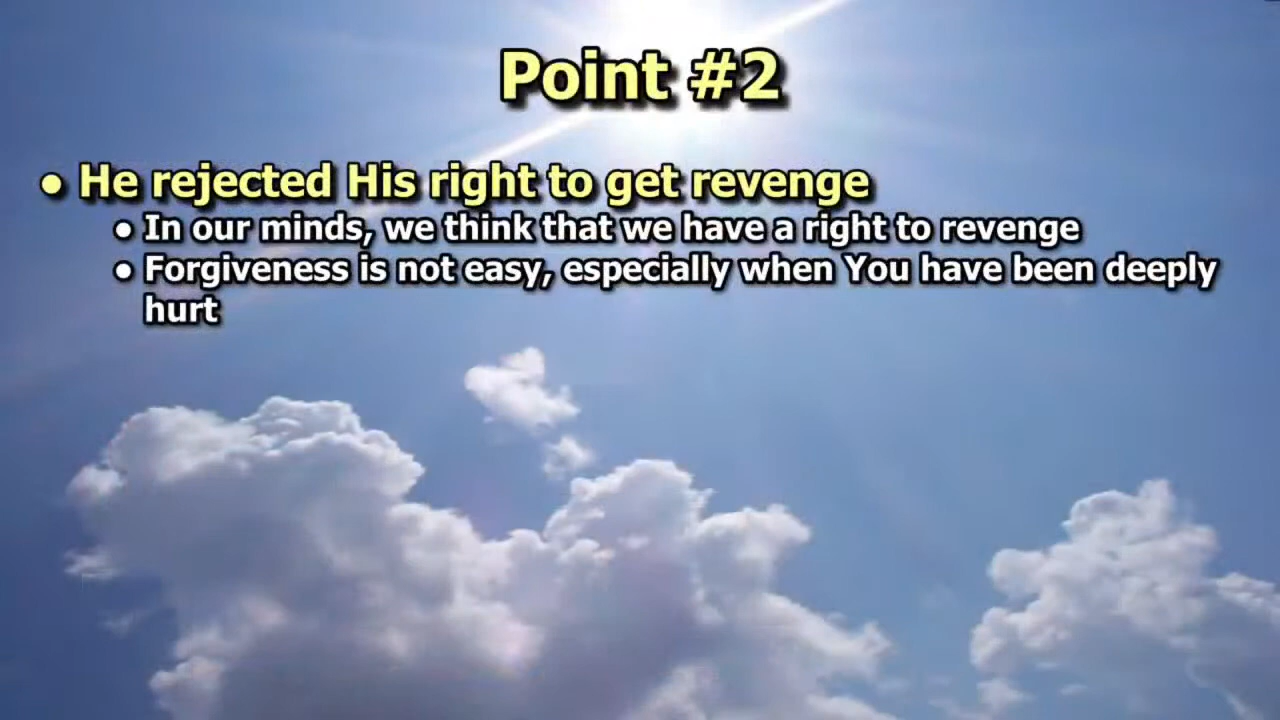 Point #2
• He rejected His right to get revenge
• In our minds, we think that we have a right to revenge
• Forgiveness is not easy, especially when You have been deeply
hurt